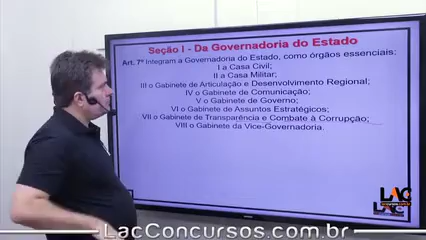 Seção I - Da Governadoria do Estado
Art. 7º Integram a Governadoria do Estado, como órgãos essenciais:
I a Casa Civil;
II a Casa Militar;
III o Gabinete de Articulação e Desenvolvimento Regional;
IV o Gabinete de Comunicação;
V o Gabinete de Governo;
VI o Gabinete de Assuntos Estratégicos;
VII o Gabinete de Transparência e Combate à Corrupção;
VIII o Gabinete da Vice-Governadoria.
LAC
LAC
LacConcursos.com.br